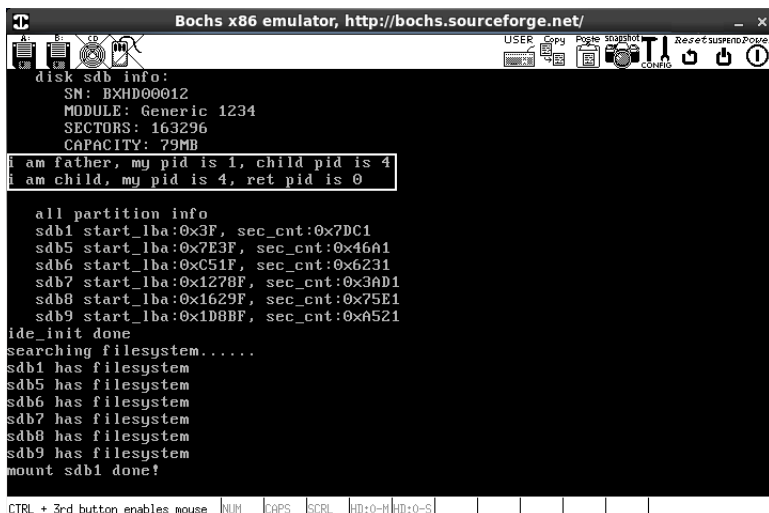 Bochs x86 emulator, http://bochs.sourceforge.net/
A: B: CD USER Copy Paste snapshot CONFIG Reset SUSPEND Power
disk sdb info:
SN: BXHD00012
MODULE: Generic 1234
SECTORS: 163296
CAPACITY: 79MB
i am father, my pid is 1, child pid is 4
i am child, my pid is 4, ret pid is 0
all partition info
sdb1 start_lba:0x3F, sec_cnt:0x7DC1
sdb5 start_lba:0x7E3F, sec_cnt:0x46A1
sdb6 start_lba:0xC51F, sec_cnt:0x6231
sdb7 start_lba:0x1278F, sec_cnt:0x3AD1
sdb8 start_lba:0x1629F, sec_cnt:0x75E1
sdb9 start_lba:0x1D8BF, sec_cnt:0xA521
ide_init done
searching filesystem......
sdb1 has filesystem
sdb5 has filesystem
sdb6 has filesystem
sdb7 has filesystem
sdb8 has filesystem
sdb9 has filesystem
mount sdb1 done!
CTRL + 3rd button enables mouse NUM CAPS SCRL HD:0-M HD:0-S